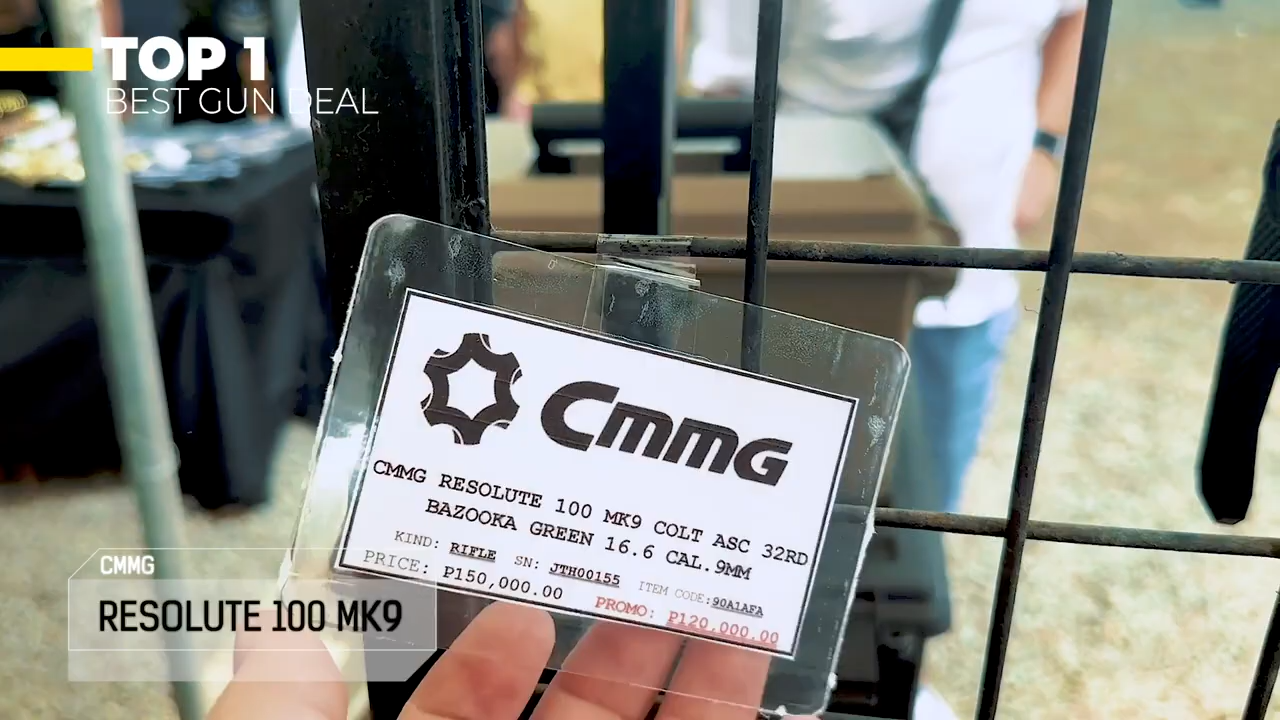 TOP 1
BEST GUN DEAL
CMMG
CMMG RESOLUTE 100 MK9 COLT ASC 32RD
BAZOOKA GREEN 16.6 CAL.9MM
KIND: RIFLE SN: JTH00155 ITEM CODE:90A1AFA
PRICE: P150,000.00 PROMO: P120,000.00
CMMG
RESOLUTE 100 MK9